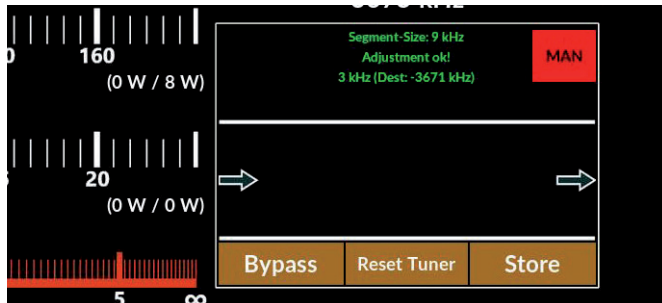 160
(0 W / 8 W)
20
(0 W / 0 W)
5 ∞
Segment-Size: 9 kHz
Adjustment ok!
3 kHz (Dest: -3671 kHz)
MAN
Bypass
Reset Tuner
Store